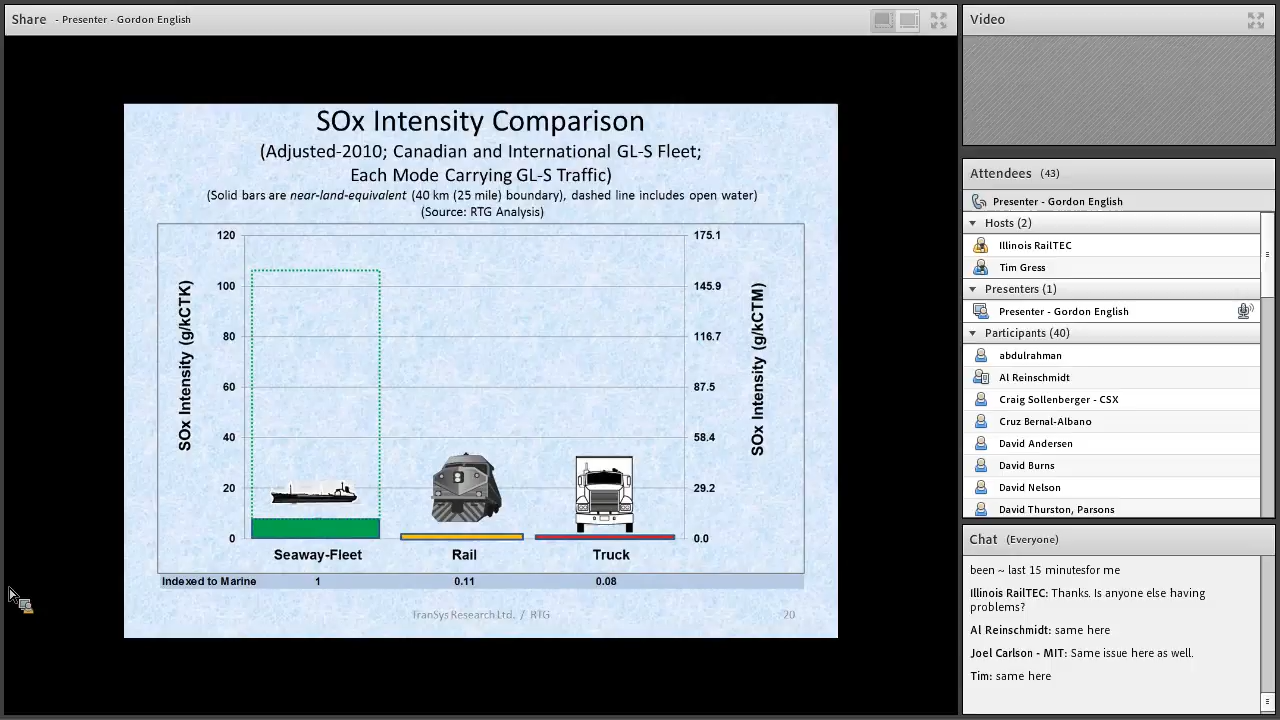 Share - Presenter - Gordon English
SOx Intensity Comparison
(Adjusted-2010; Canadian and International GL-S Fleet;
Each Mode Carrying GL-S Traffic)
(Solid bars are near-land-equivalent (40 km (25 mile) boundary), dashed line includes open water)
(Source: RTG Analysis)
SOx Intensity (g/kCTK)
120
100
80
60
40
20
0
175.1
145.9
116.7
87.5
58.4
29.2
0.0
SOx Intensity (g/kCTM)
Seaway-Fleet Rail Truck
Indexed to Marine 1 0.11 0.08
TranSys Research Ltd. / RTG 20
Video
Attendees (43)
Presenter - Gordon English
Hosts (2)
Illinois RailTEC
Tim Gress
Presenters (1)
Presenter - Gordon English
Participants (40)
abdulrahman
Al Reinschmidt
Craig Sollenberger - CSX
Cruz Bernal-Albano
David Andersen
David Burns
David Nelson
David Thurston, Parsons
Chat (Everyone)
been ~ last 15 minutesfor me
Illinois RailTEC: Thanks. Is anyone else having
problems?
Al Reinschmidt: same here
Joel Carlson - MIT: Same issue here as well.
Tim: same here